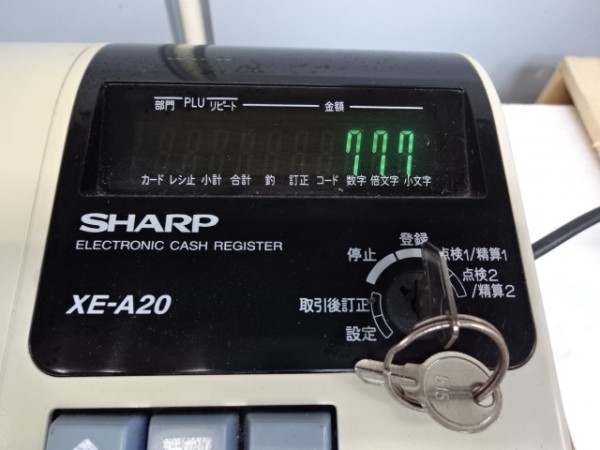 部門 PLU リピート 金額
777
カード レシ止 小計 合計 釣 訂正 コード 数字 倍文字 小文字
SHARP
ELECTRONIC CASH REGISTER
XE-A20
登録
停止
点検1/精算1
点検2
/精算2
取引後訂正
設定